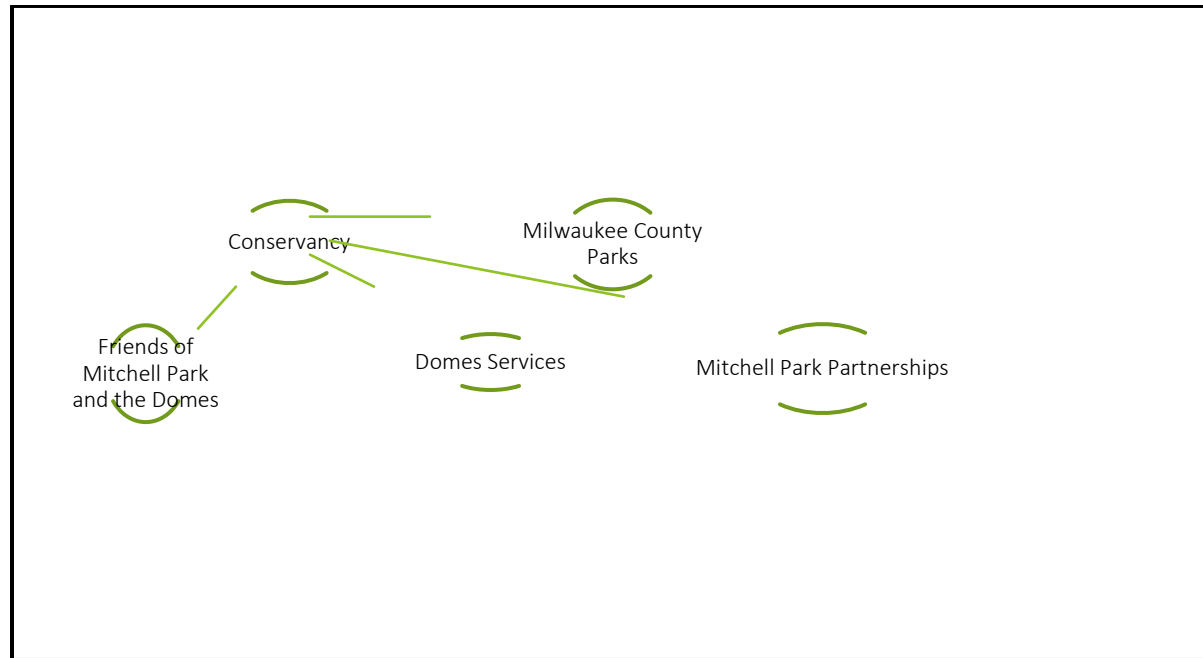 Conservancy
Milwaukee County
Parks
Friends of
Mitchell Park
and the Domes
Domes Services
Mitchell Park Partnerships